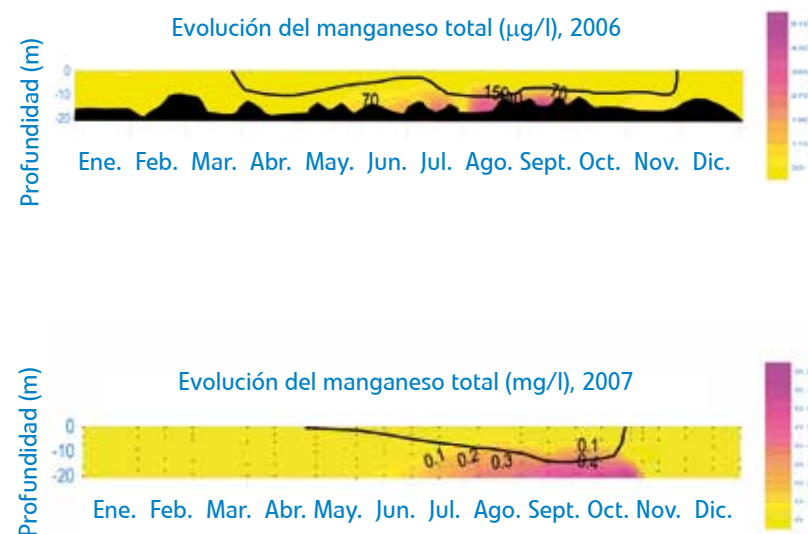 Evolución del manganeso total (µg/l), 2006
Profundidad (m)
0
-10
-20
70
150
70
Ene. Feb. Mar. Abr. May. Jun. Jul. Ago. Sept. Oct. Nov. Dic.
Evolución del manganeso total (mg/l), 2007
Profundidad (m)
0
-10
-20
0.1 0.2 0.3
0.1
0.4
Ene. Feb. Mar. Abr. May. Jun. Jul. Ago. Sept. Oct. Nov. Dic.